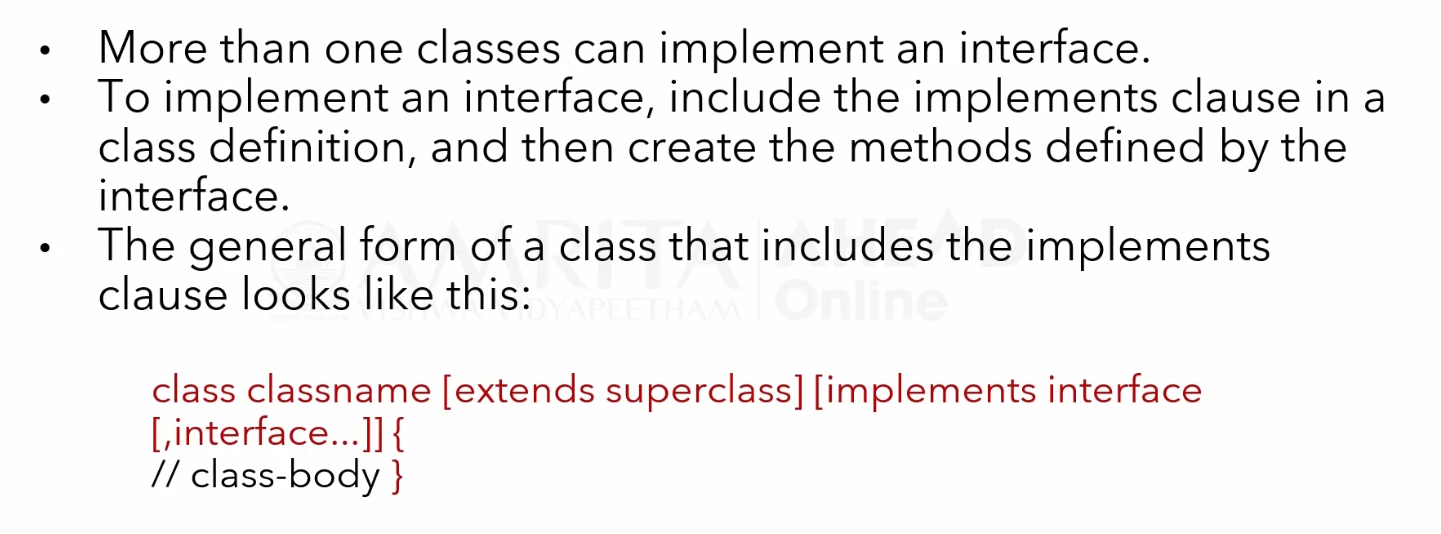 • More than one classes can implement an interface.
• To implement an interface, include the implements clause in a
class definition, and then create the methods defined by the
interface.
• The general form of a class that includes the implements
clause looks like this:
AMRITA AHEAD
VISHWA VIDYAPEETHAM Online
class classname [extends superclass] [implements interface
[,interface...]] {
// class-body }